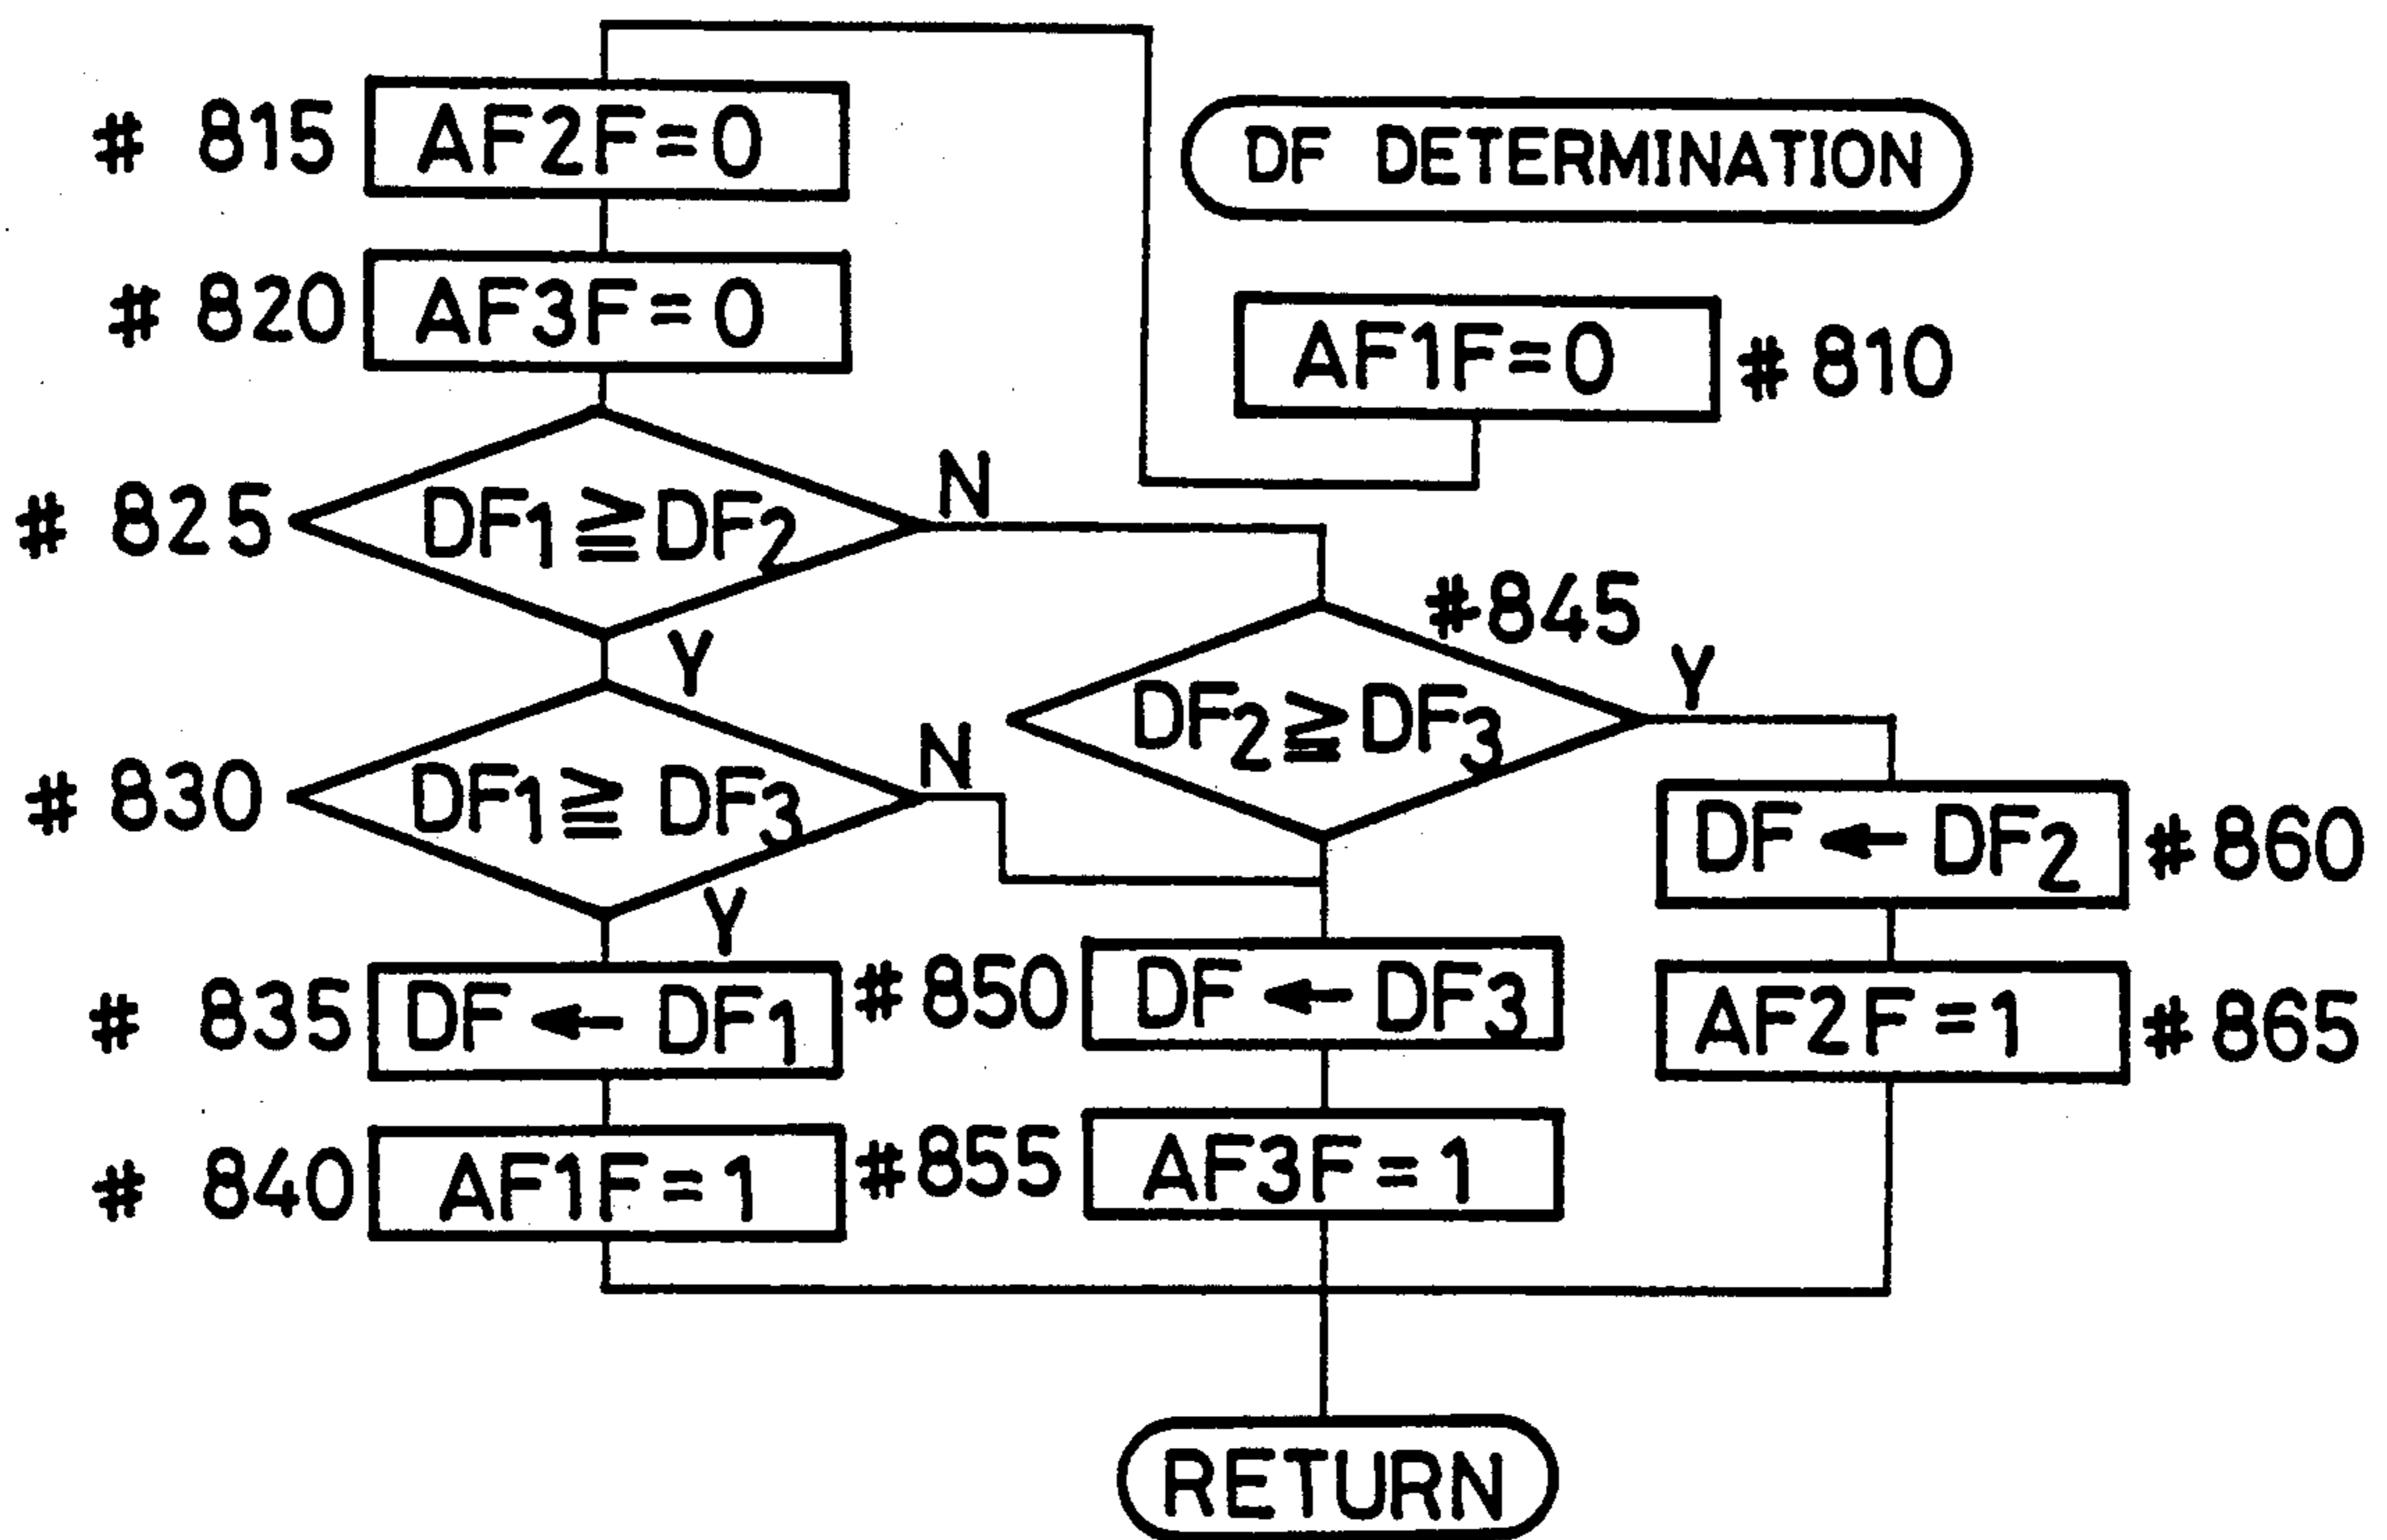 DF DETERMINATION
AF1F=0 #810
# 815 AF2F=0
# 820 AF3F=0
# 825 DF1≧DF2
N
Y
# 830 DF1≧DF3
N
Y
# 835 DF ← DF1
# 840 AF1F=1
#845
DF2≧DF3
Y
#850 DF ← DF3
#855 AF3F=1
DF ← DF2 #860
AF2F=1 #865
RETURN